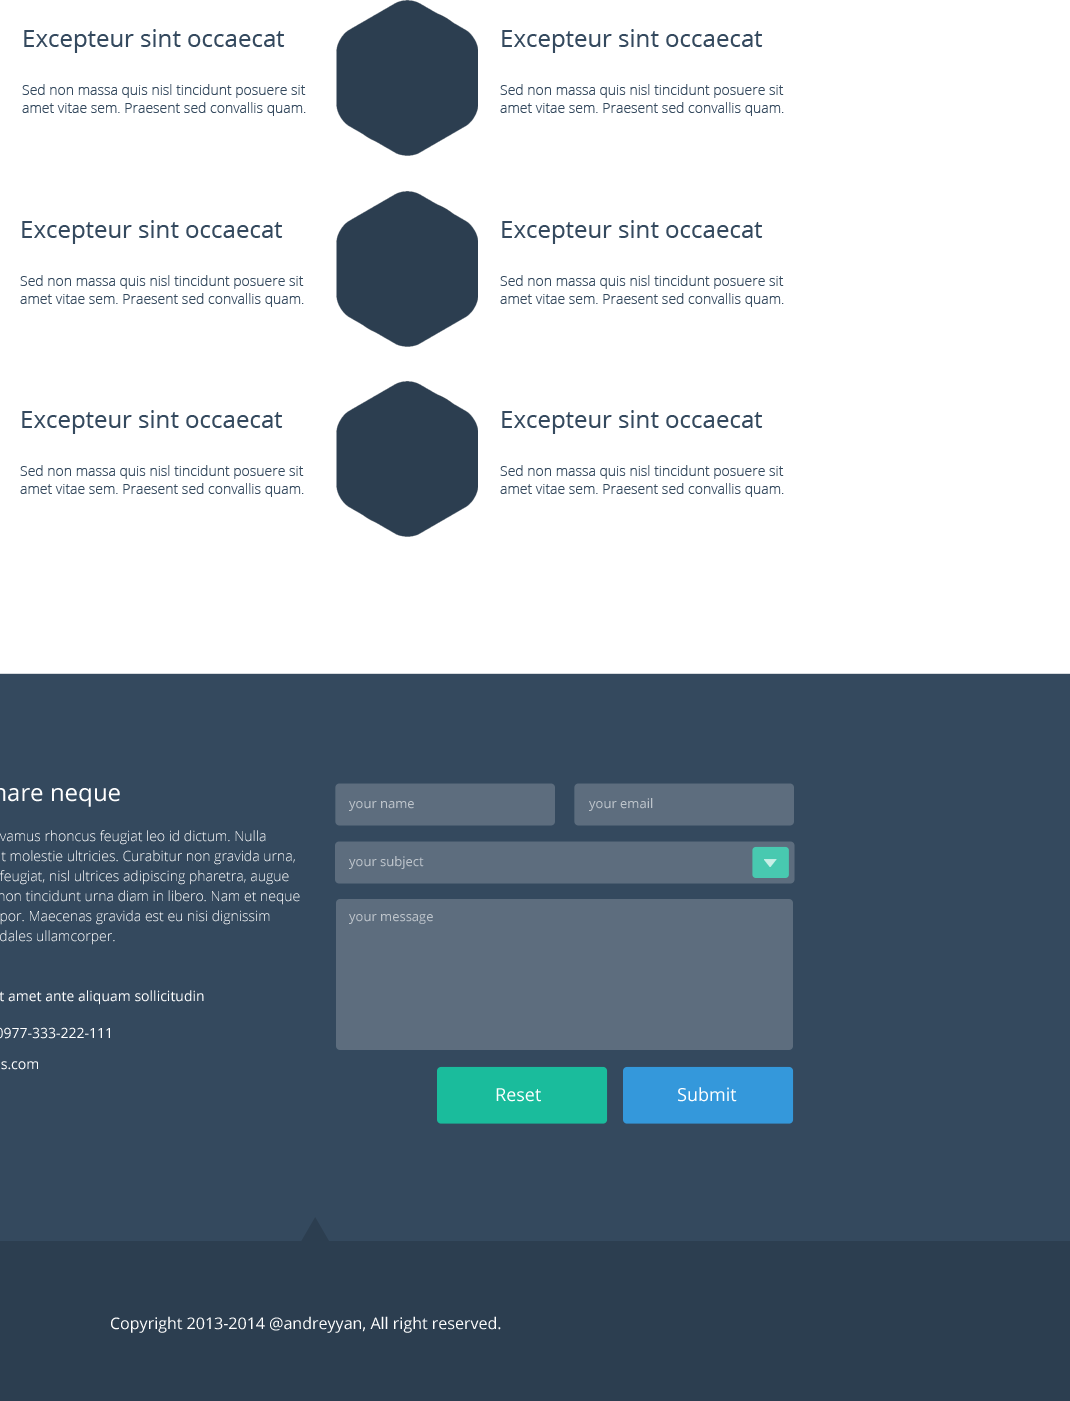 Excepteur sint occaecat
Sed non massa quis nisl tincidunt posuere sit
amet vitae sem. Praesent sed convallis quam.
Excepteur sint occaecat
Sed non massa quis nisl tincidunt posuere sit
amet vitae sem. Praesent sed convallis quam.
Excepteur sint occaecat
Sed non massa quis nisl tincidunt posuere sit
amet vitae sem. Praesent sed convallis quam.
Excepteur sint occaecat
Sed non massa quis nisl tincidunt posuere sit
amet vitae sem. Praesent sed convallis quam.
Excepteur sint occaecat
Sed non massa quis nisl tincidunt posuere sit
amet vitae sem. Praesent sed convallis quam.
Excepteur sint occaecat
Sed non massa quis nisl tincidunt posuere sit
amet vitae sem. Praesent sed convallis quam.
neque
vamus rhoncus feugiat leo id dictum. Nulla
t molestie ultricies. Curabitur non gravida urna,
feugiat, nisl ultrices adipiscing pharetra, augue
non tincidunt urna diam in libero. Nam et neque
por. Maecenas gravida est eu nisi dignissim
dales ullamcorper.
t amet ante aliquam sollicitudin
0977-333-222-111
s.com
your name
your email
your subject
your message
Reset
Submit
Copyright 2013-2014 @andreyyan, All right reserved.